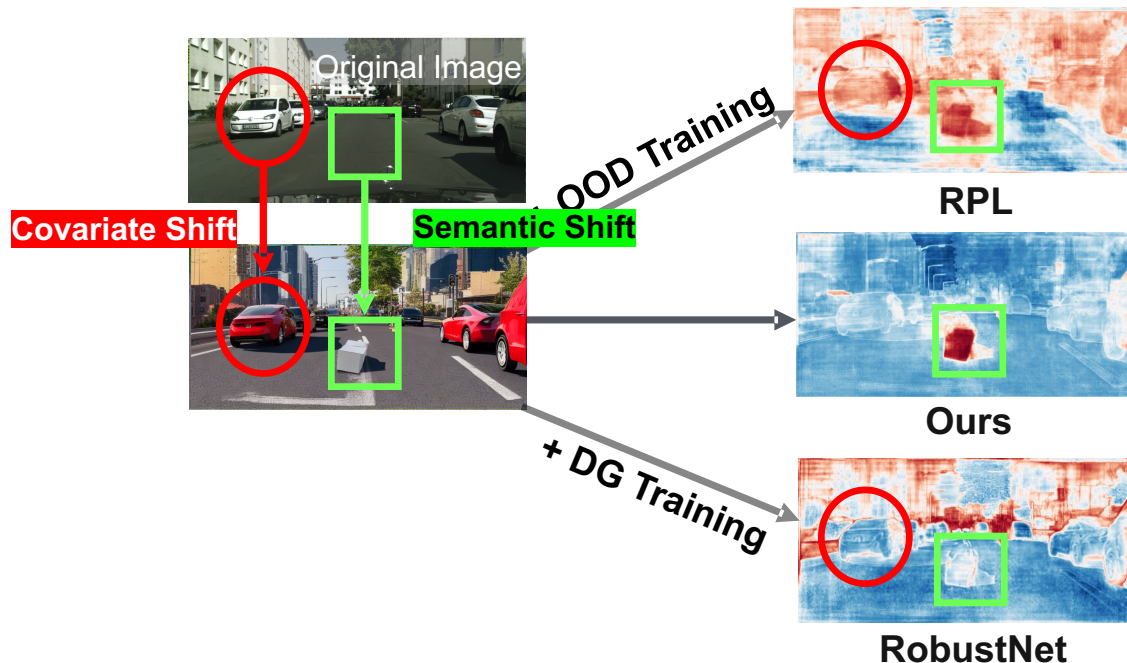 Original Image
Covariate Shift
Semantic Shift
OOD Training
+ DG Training
RPL
Ours
RobustNet